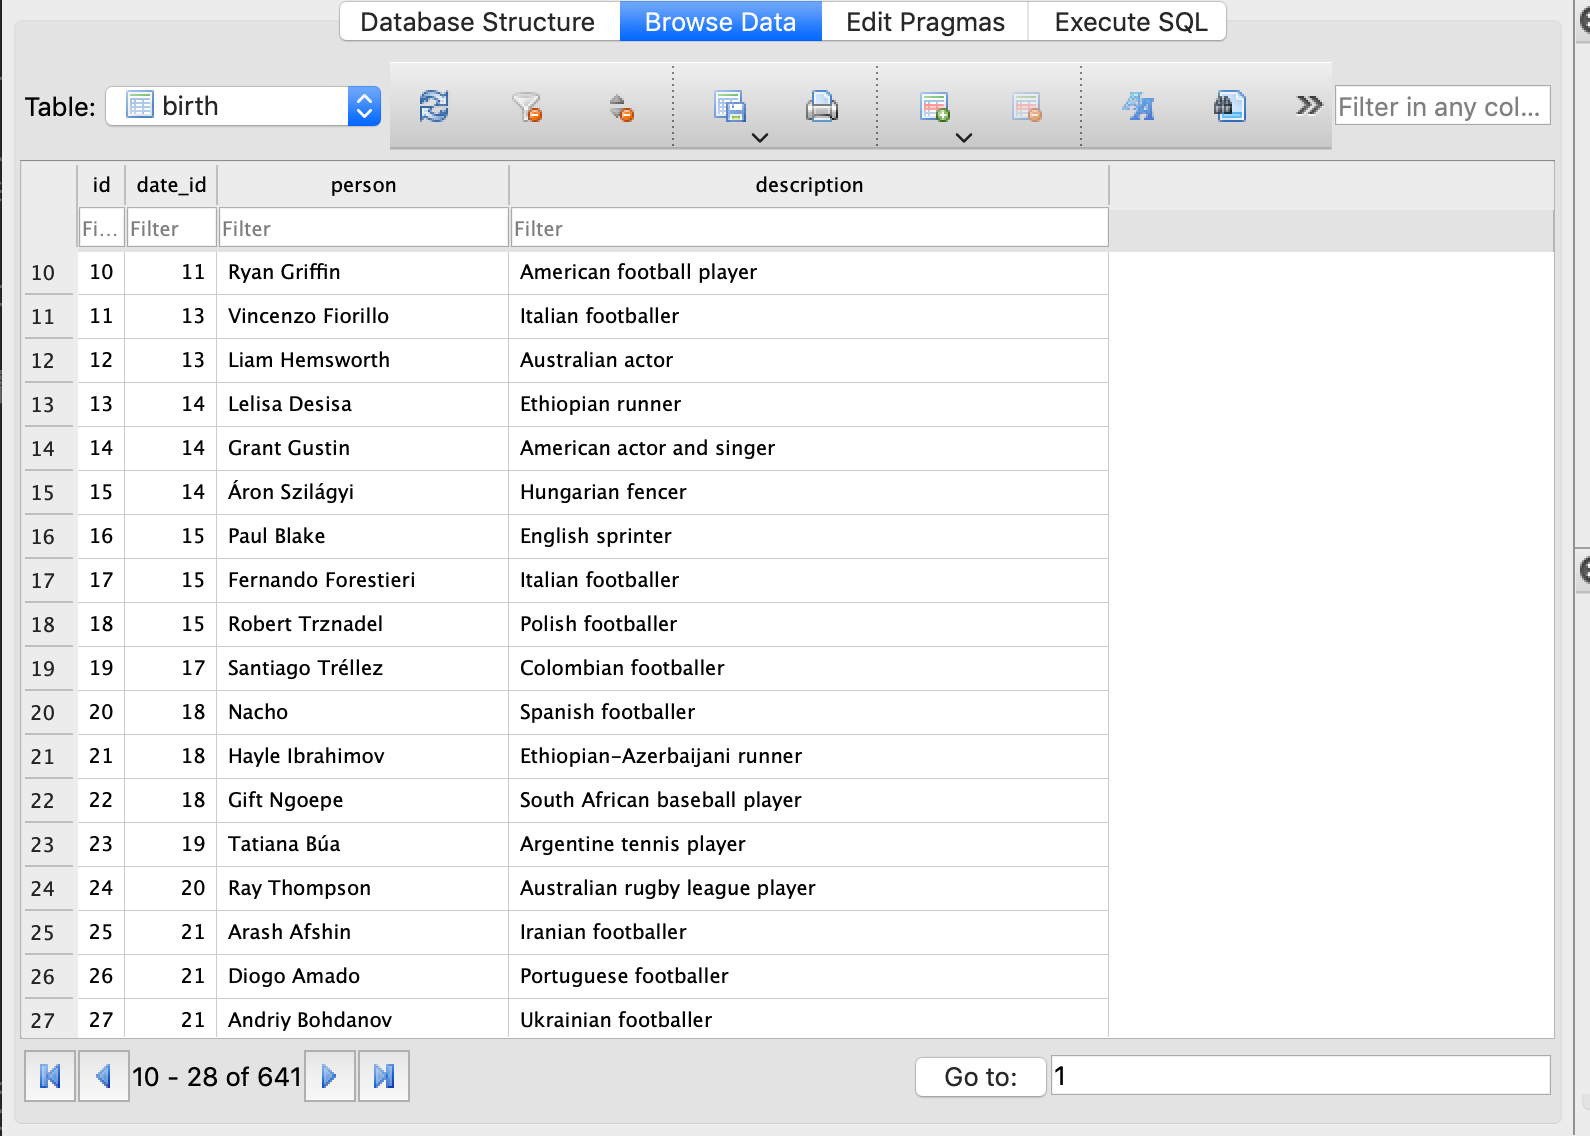 Database Structure Browse Data Edit Pragmas Execute SQL
Table: birth Filter in any col...
id date_id person description
Fi... Filter Filter Filter
10 10 11 Ryan Griffin American football player
11 11 13 Vincenzo Fiorillo Italian footballer
12 12 13 Liam Hemsworth Australian actor
13 13 14 Lelisa Desisa Ethiopian runner
14 14 14 Grant Gustin American actor and singer
15 15 14 Áron Szilágyi Hungarian fencer
16 16 15 Paul Blake English sprinter
17 17 15 Fernando Forestieri Italian footballer
18 18 15 Robert Trznadel Polish footballer
19 19 17 Santiago Tréllez Colombian footballer
20 20 18 Nacho Spanish footballer
21 21 18 Hayle Ibrahimov Ethiopian-Azerbaijani runner
22 22 18 Gift Ngoepe South African baseball player
23 23 19 Tatiana Búa Argentine tennis player
24 24 20 Ray Thompson Australian rugby league player
25 25 21 Arash Afshin Iranian footballer
26 26 21 Diogo Amado Portuguese footballer
27 27 21 Andriy Bohdanov Ukrainian footballer
10 - 28 of 641 Go to: 1